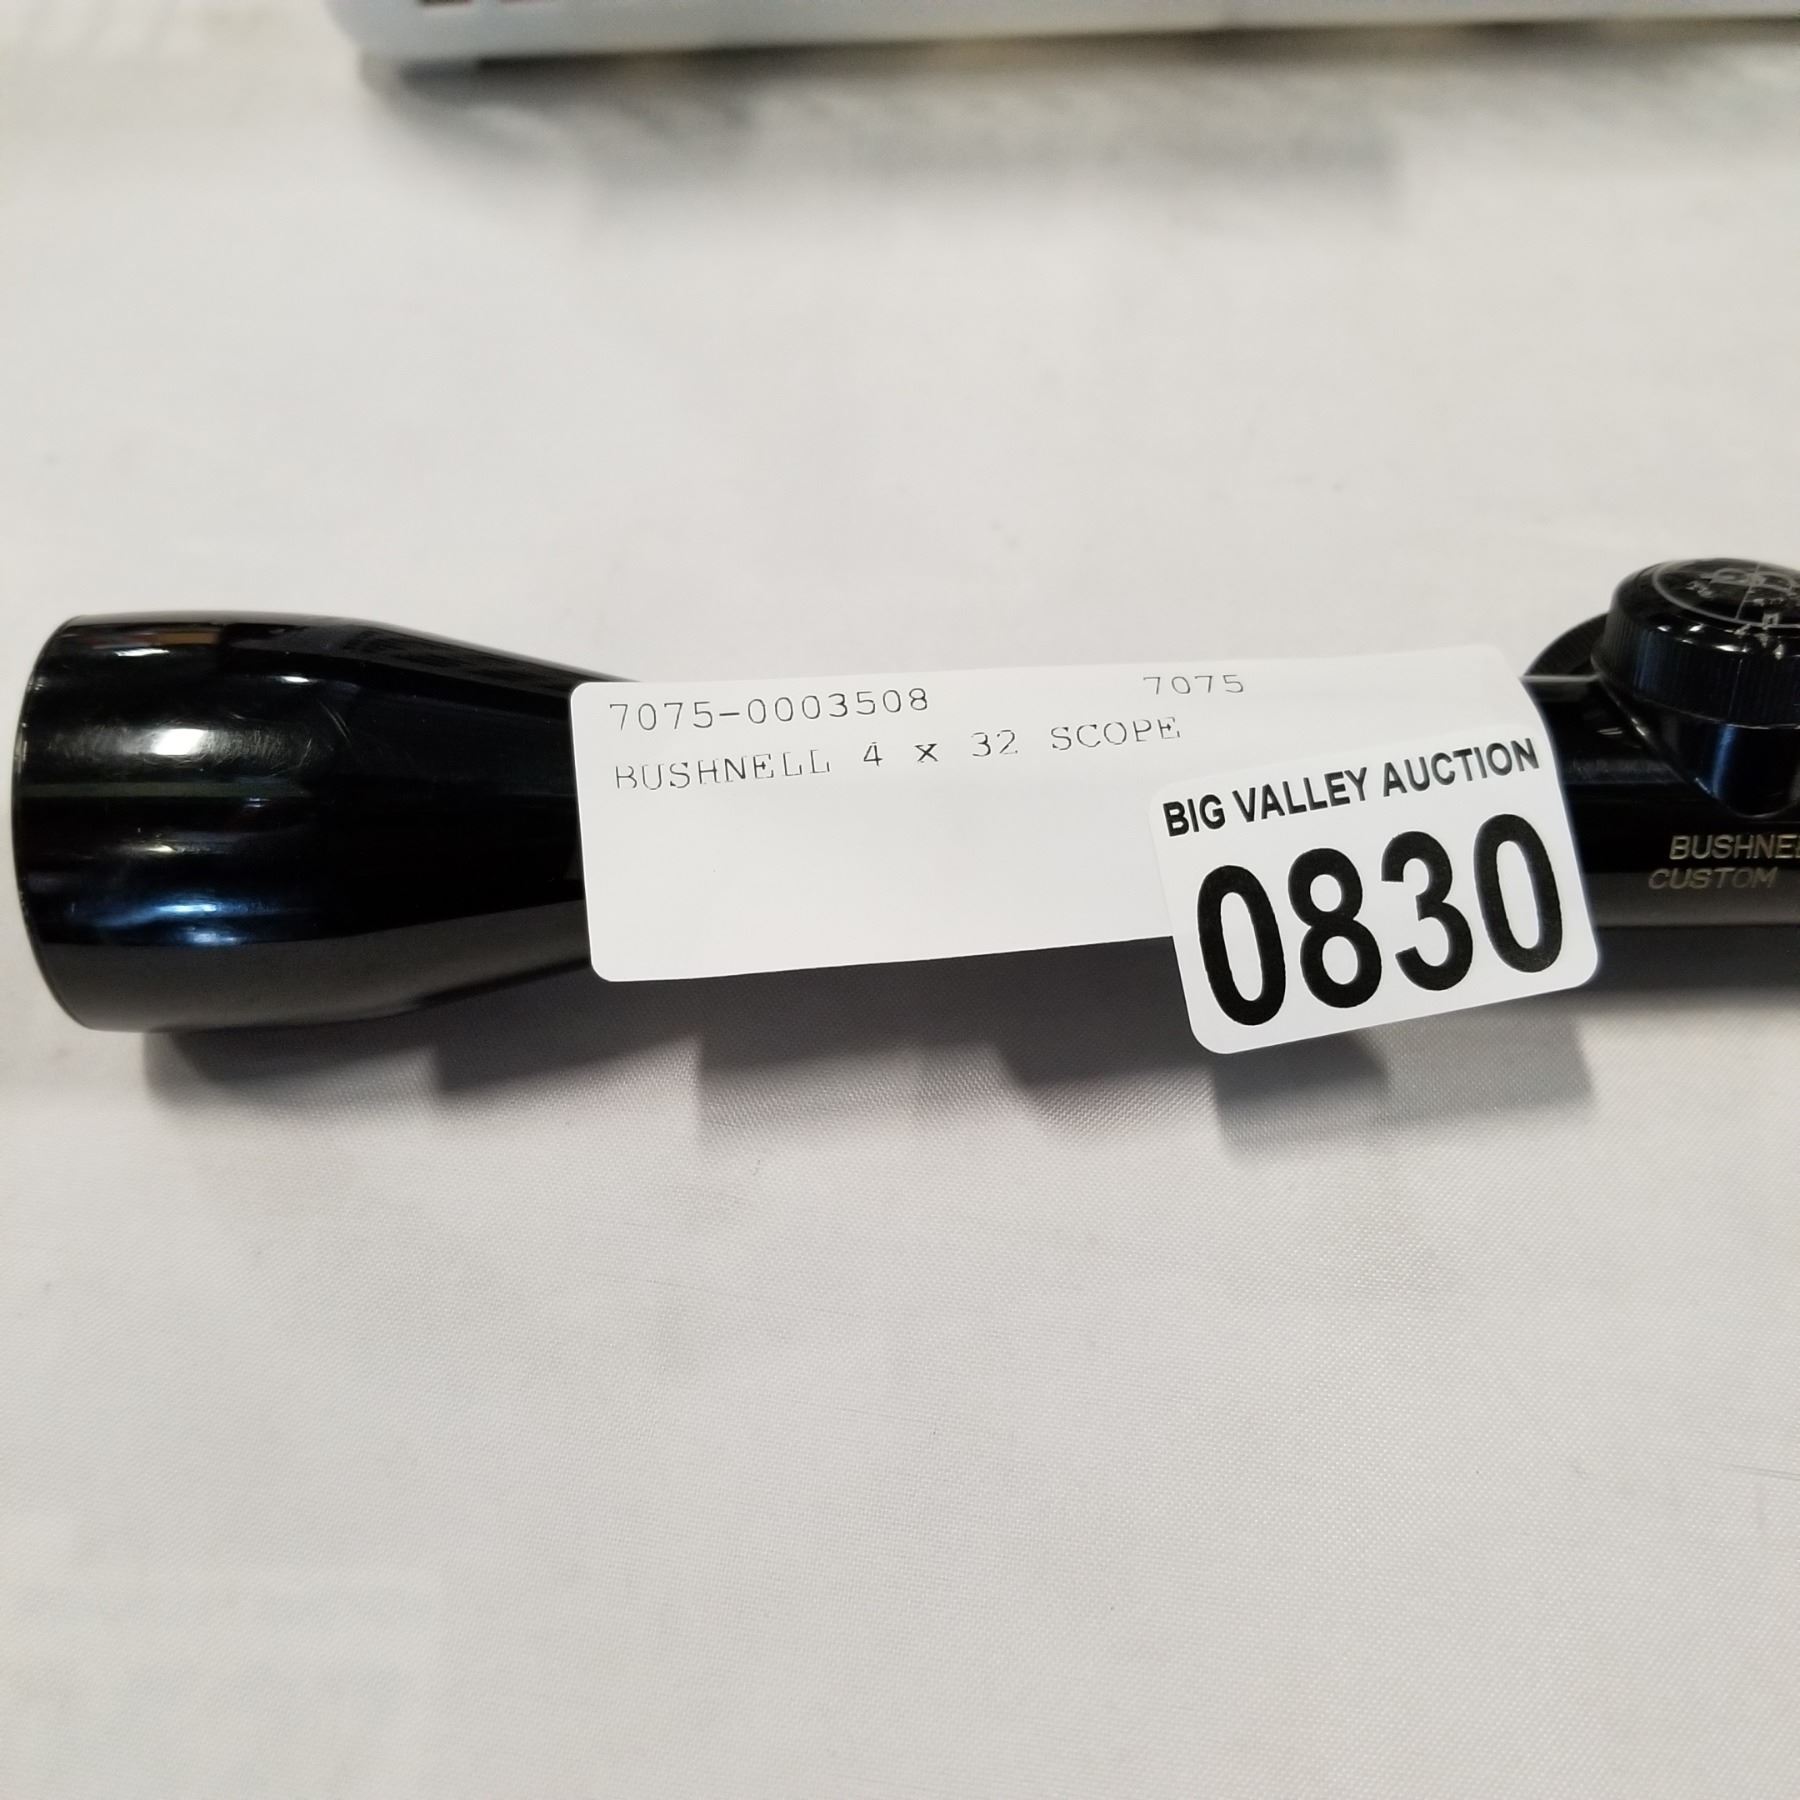 7075-0003508 7075
BUSHNELL 4 x 32 SCOPE
BIG VALLEY AUCTION
0830
CUSTOM